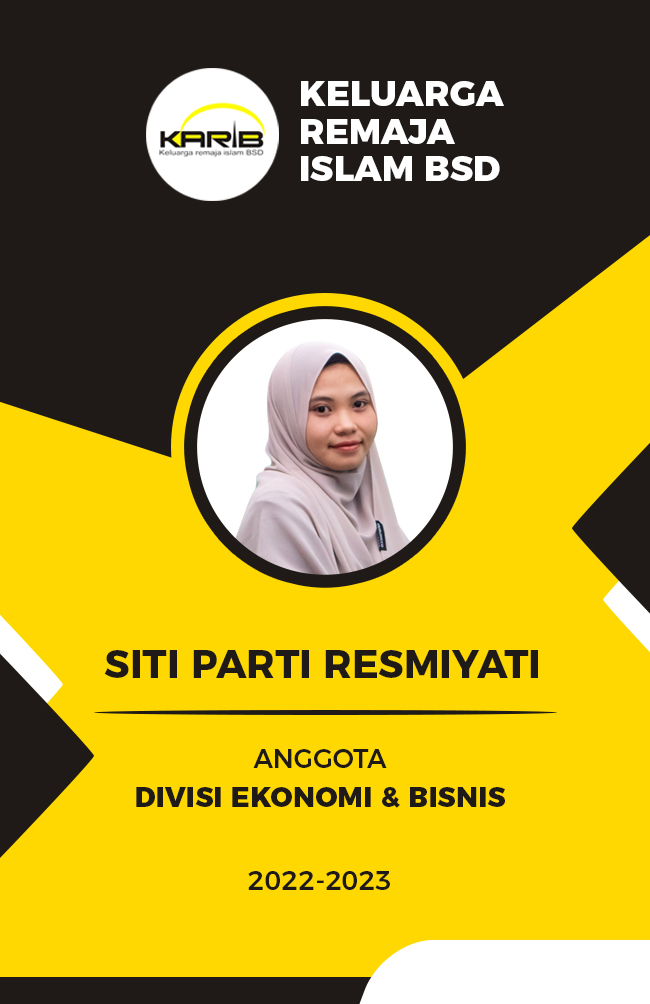 KARIB
Keluarga remaja islam BSD
KELUARGA
REMAJA
ISLAM BSD
SITI PARTI RESMIYATI
ANGGOTA
DIVISI EKONOMI & BISNIS
2022-2023